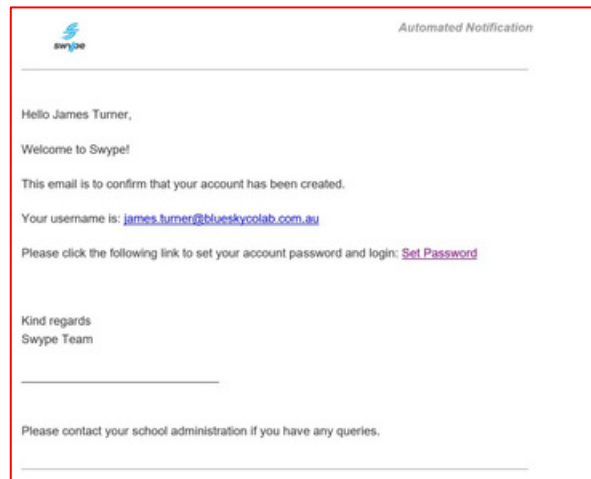 swype
Automated Notification
Hello James Turner,
Welcome to Swype!
This email is to confirm that your account has been created.
Your username is: james.turner@blueskycolab.com.au
Please click the following link to set your account password and login: Set Password
Kind regards
Swype Team
Please contact your school administration if you have any queries.